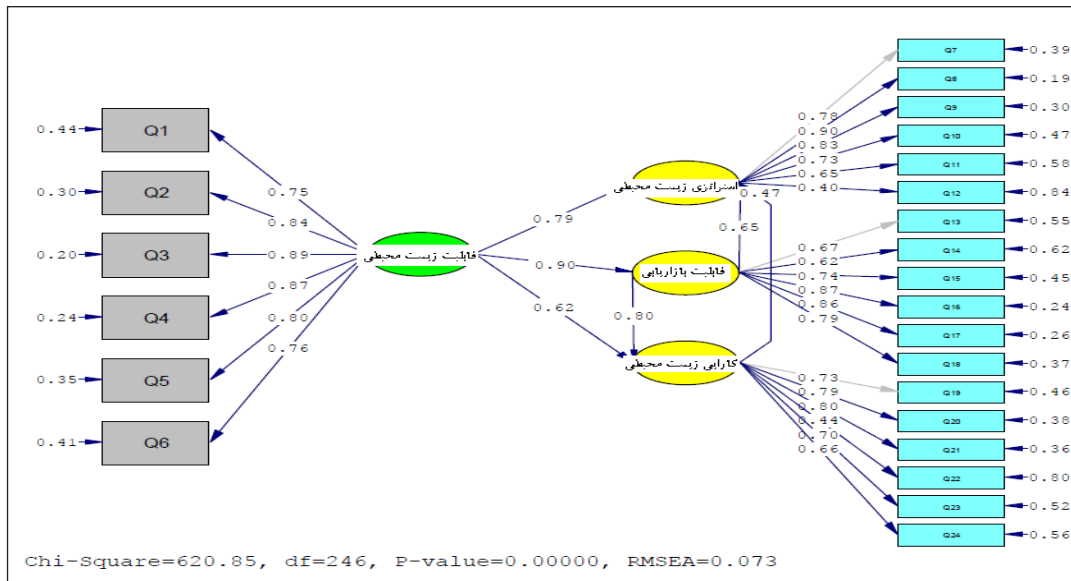 Q1
Q2
Q3
Q4
Q5
Q6
0.44
0.30
0.20
0.24
0.35
0.41
0.75
0.84
0.89
0.87
0.80
0.76
قابلیت زیست محیطی
0.79
0.90
0.62
استراتژی زیست محیطی
قابلیت بازاریابی
کارایی زیست محیطی
0.47
0.65
0.80
0.78
0.90
0.83
0.73
0.65
0.40
0.67
0.62
0.74
0.87
0.86
0.79
0.73
0.79
0.80
0.44
0.70
0.66
Q7
Q8
Q9
Q10
Q11
Q12
Q13
Q14
Q15
Q16
Q17
Q18
Q19
Q20
Q21
Q22
Q23
Q24
0.39
0.19
0.30
0.47
0.58
0.84
0.55
0.62
0.45
0.24
0.26
0.37
0.46
0.38
0.36
0.80
0.52
0.56
Chi-Square=620.85, df=246, P-value=0.00000, RMSEA=0.073